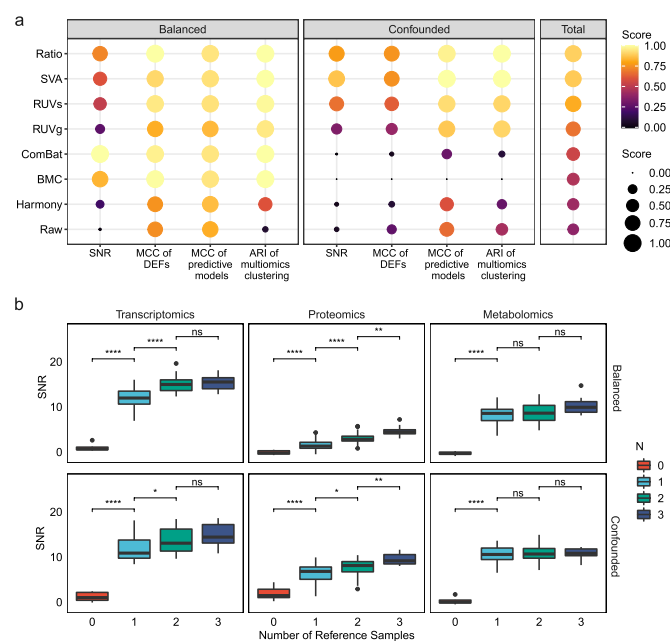 a
Balanced
Confounded
Total
Ratio
SVA
RUVs
RUVg
ComBat
BMC
Harmony
Raw
SNR
MCC of
DEFs
MCC of
predictive
models
ARI of
multiomics
clustering
SNR
MCC of
DEFs
MCC of
predictive
models
ARI of
multiomics
clustering
Score
1.00
0.75
0.50
0.25
0.00
Score
0.00
0.25
0.50
0.75
1.00
b
Transcriptomics
Proteomics
Metabolomics
SNR
20
10
0
**** **** ns
**** **** **
**** ns ns
Balanced
SNR
20
10
0
**** * ns
**** * **
**** ns ns
Confounded
0 1 2 3
0 1 2 3
0 1 2 3
Number of Reference Samples
N
0
1
2
3